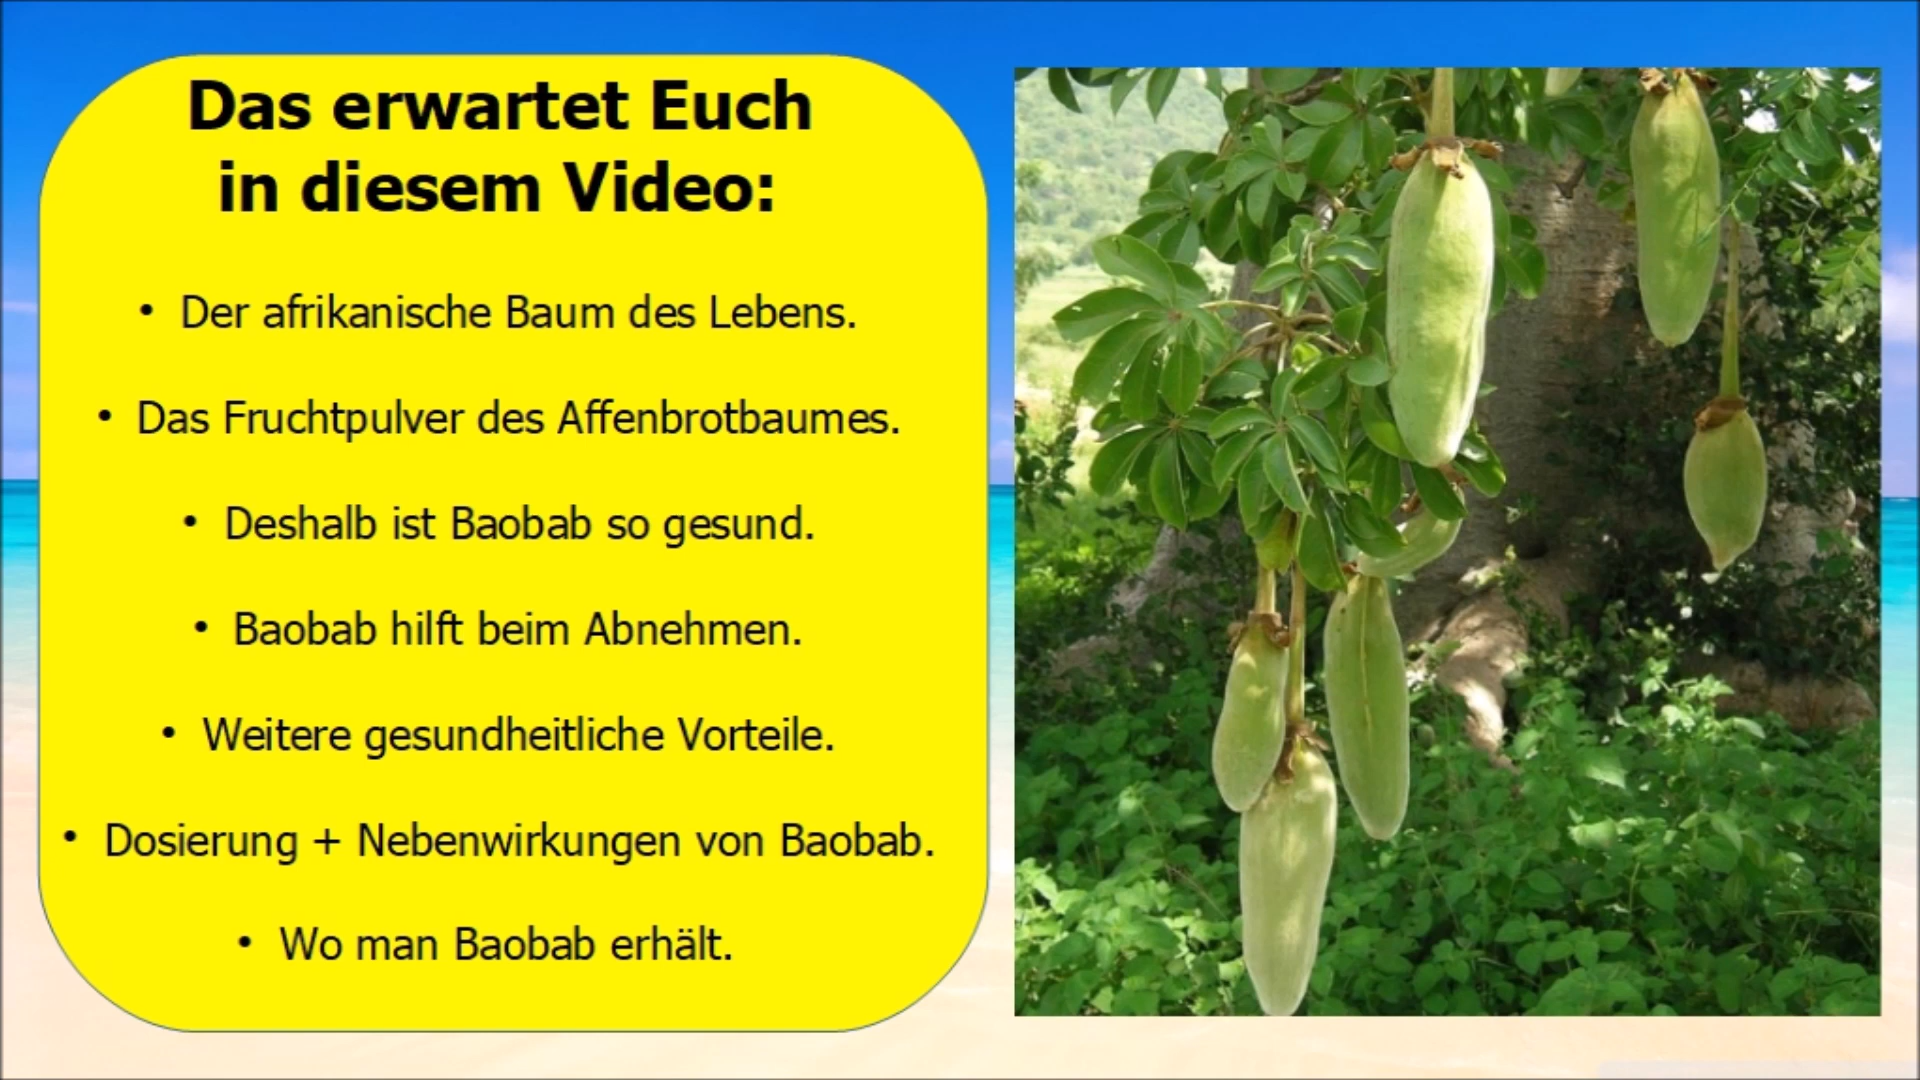 Das erwartet Euch
in diesem Video:
• Der afrikanische Baum des Lebens.
• Das Fruchtpulver des Affenbrotbaumes.
• Deshalb ist Baobab so gesund.
• Baobab hilft beim Abnehmen.
• Weitere gesundheitliche Vorteile.
• Dosierung + Nebenwirkungen von Baobab.
• Wo man Baobab erhält.